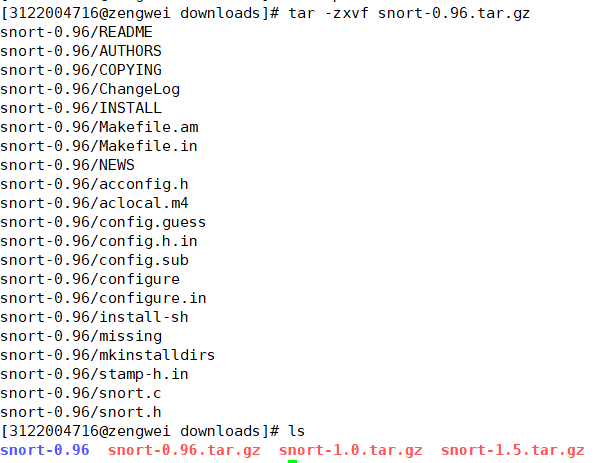 [3122004716@zengwei downloads]# tar -zxvf snort-0.96.tar.gz
snort-0.96/README
snort-0.96/AUTHORS
snort-0.96/COPYING
snort-0.96/ChangeLog
snort-0.96/INSTALL
snort-0.96/Makefile.am
snort-0.96/Makefile.in
snort-0.96/NEWS
snort-0.96/acconfig.h
snort-0.96/aclocal.m4
snort-0.96/config.guess
snort-0.96/config.h.in
snort-0.96/config.sub
snort-0.96/configure
snort-0.96/configure.in
snort-0.96/install-sh
snort-0.96/missing
snort-0.96/mkinstalldirs
snort-0.96/stamp-h.in
snort-0.96/snort.c
snort-0.96/snort.h
[3122004716@zengwei downloads]# ls
snort-0.96  snort-0.96.tar.gz  snort-1.0.tar.gz  snort-1.5.tar.gz